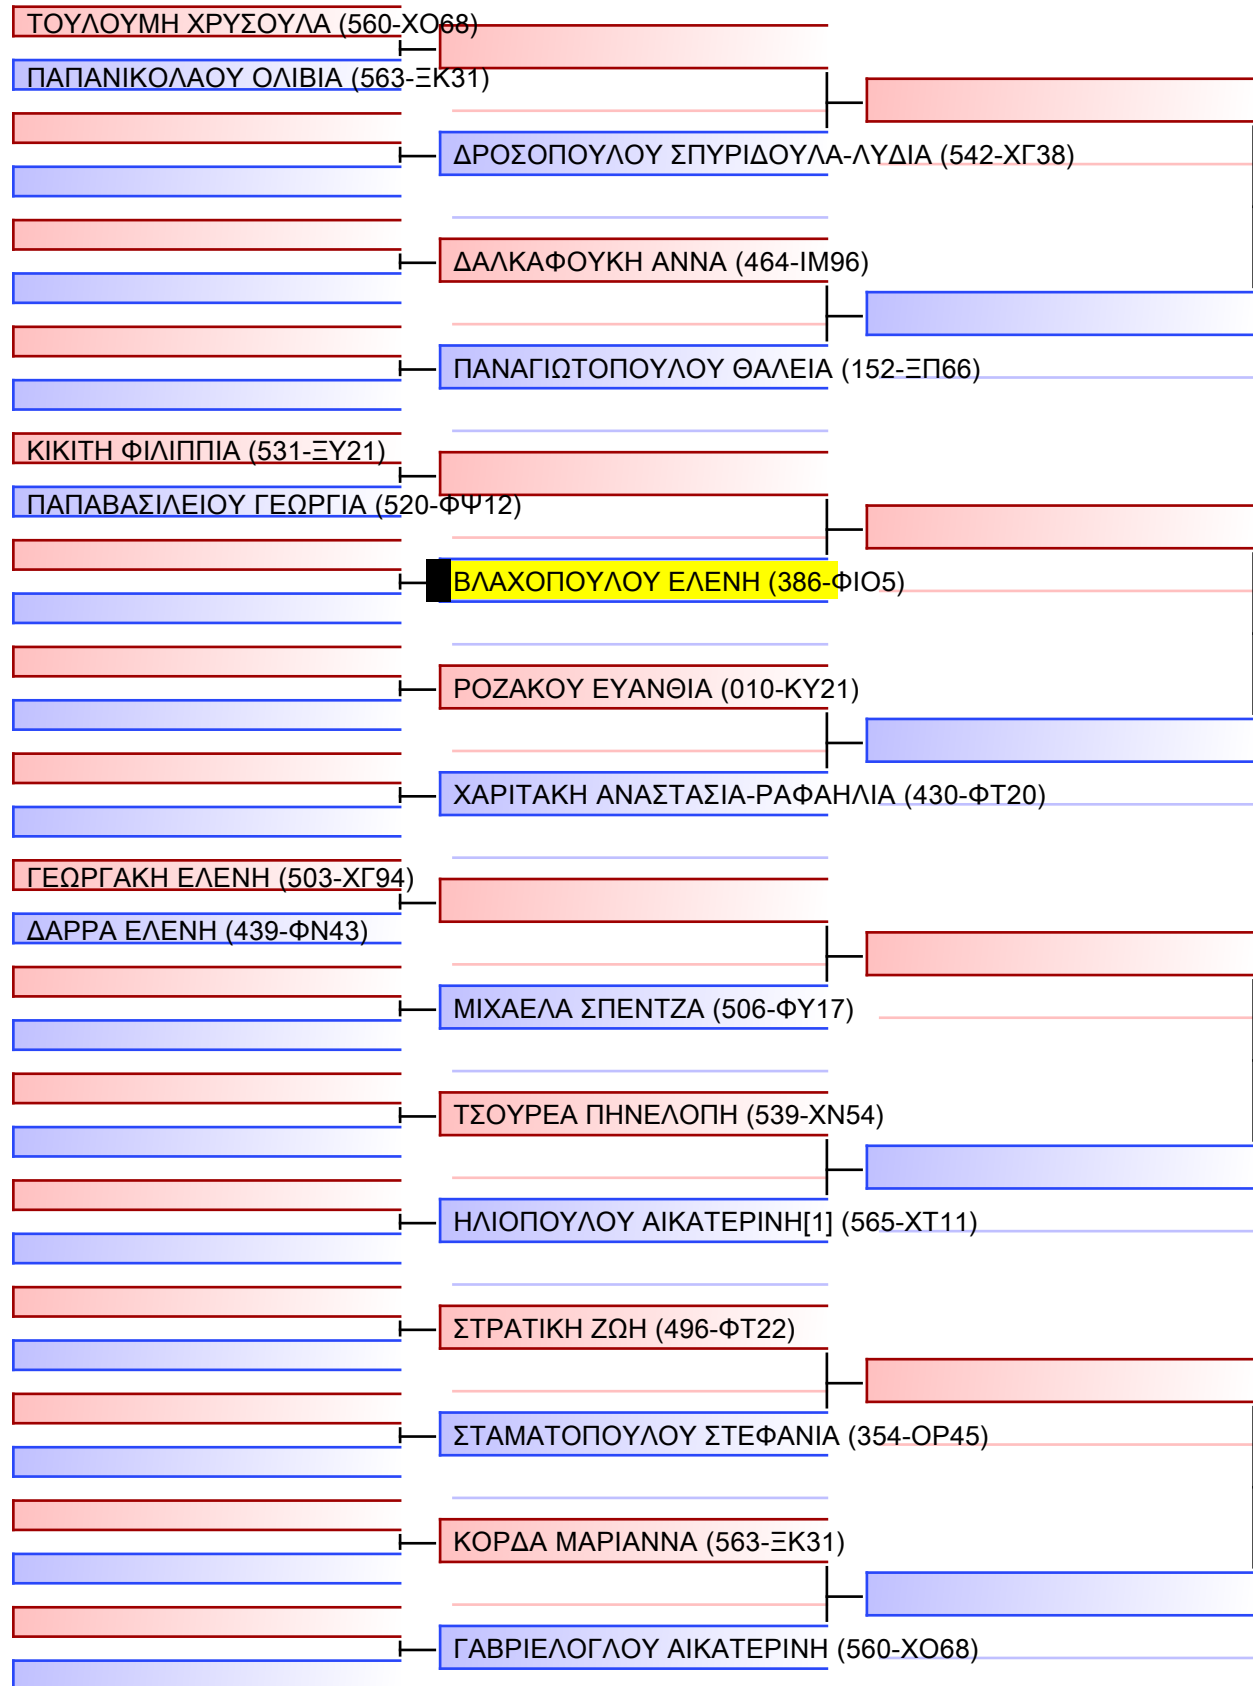 ΤΟΥΛΟΥΜΗ ΧΡΥΣΟΥΛΑ (560-ΧΟ68)
ΠΑΠΑΝΙΚΟΛΑΟΥ ΟΛΙΒΙΑ (563-ΞΚ31)
ΔΡΟΣΟΠΟΥΛΟΥ ΣΠΥΡΙΔΟΥΛΑ-ΛΥΔΙΑ (542-ΧΓ38)
ΔΑΛΚΑΦΟΥΚΗ ΑΝΝΑ (464-ΙΜ96)
ΠΑΝΑΓΙΩΤΟΠΟΥΛΟΥ ΘΑΛΕΙΑ (152-ΞΠ66)
ΚΙΚΙΤΗ ΦΙΛΙΠΠΙΑ (531-ΞΥ21)
ΠΑΠΑΒΑΣΙΛΕΙΟΥ ΓΕΩΡΓΙΑ (520-ΦΨ12)
ΒΛΑΧΟΠΟΥΛΟΥ ΕΛΕΝΗ (386-ΦΙΟ5)
ΡΟΖΑΚΟΥ ΕΥΑΝΘΙΑ (010-ΚΥ21)
ΧΑΡΙΤΑΚΗ ΑΝΑΣΤΑΣΙΑ-ΡΑΦΑΗΛΙΑ (430-ΦΤ20)
ΓΕΩΡΓΑΚΗ ΕΛΕΝΗ (503-ΧΓ94)
ΔΑΡΡΑ ΕΛΕΝΗ (439-ΦΝ43)
ΜΙΧΑΕΛΑ ΣΠΕΝΤΖΑ (506-ΦΥ17)
ΤΣΟΥΡΕΑ ΠΗΝΕΛΟΠΗ (539-ΧΝ54)
ΗΛΙΟΠΟΥΛΟΥ ΑΙΚΑΤΕΡΙΝΗ[1] (565-ΧΤ11)
ΣΤΡΑΤΙΚΗ ΖΩΗ (496-ΦΤ22)
ΣΤΑΜΑΤΟΠΟΥΛΟΥ ΣΤΕΦΑΝΙΑ (354-ΟΡ45)
ΚΟΡΔΑ ΜΑΡΙΑΝΝΑ (563-ΞΚ31)
ΓΑΒΡΙΕΛΟΓΛΟΥ ΑΙΚΑΤΕΡΙΝΗ (560-ΧΟ68)